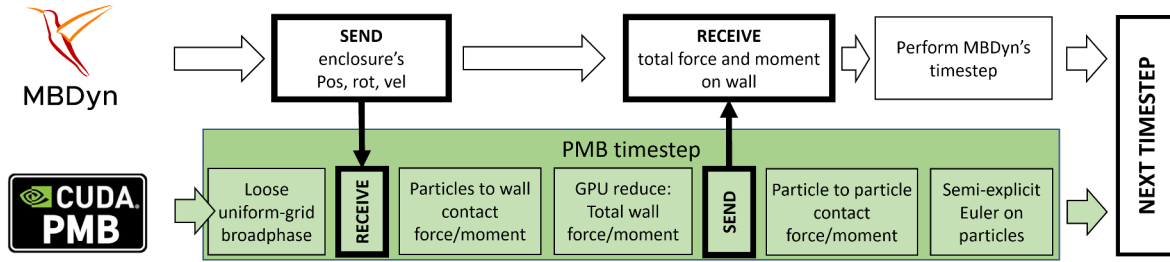 MBDyn
SEND
enclosure's
Pos, rot, vel
RECEIVE
total force and moment
on wall
Perform MBDyn's
timestep
NEXT TIMESTEP
PMB timestep
CUDA®
PMB
Loose
uniform-grid
broadphase
RECEIVE
Particles to wall
contact
force/moment
GPU reduce:
Total wall
force/moment
SEND
Particle to particle
contact
force/moment
Semi-explicit
Euler on
particles